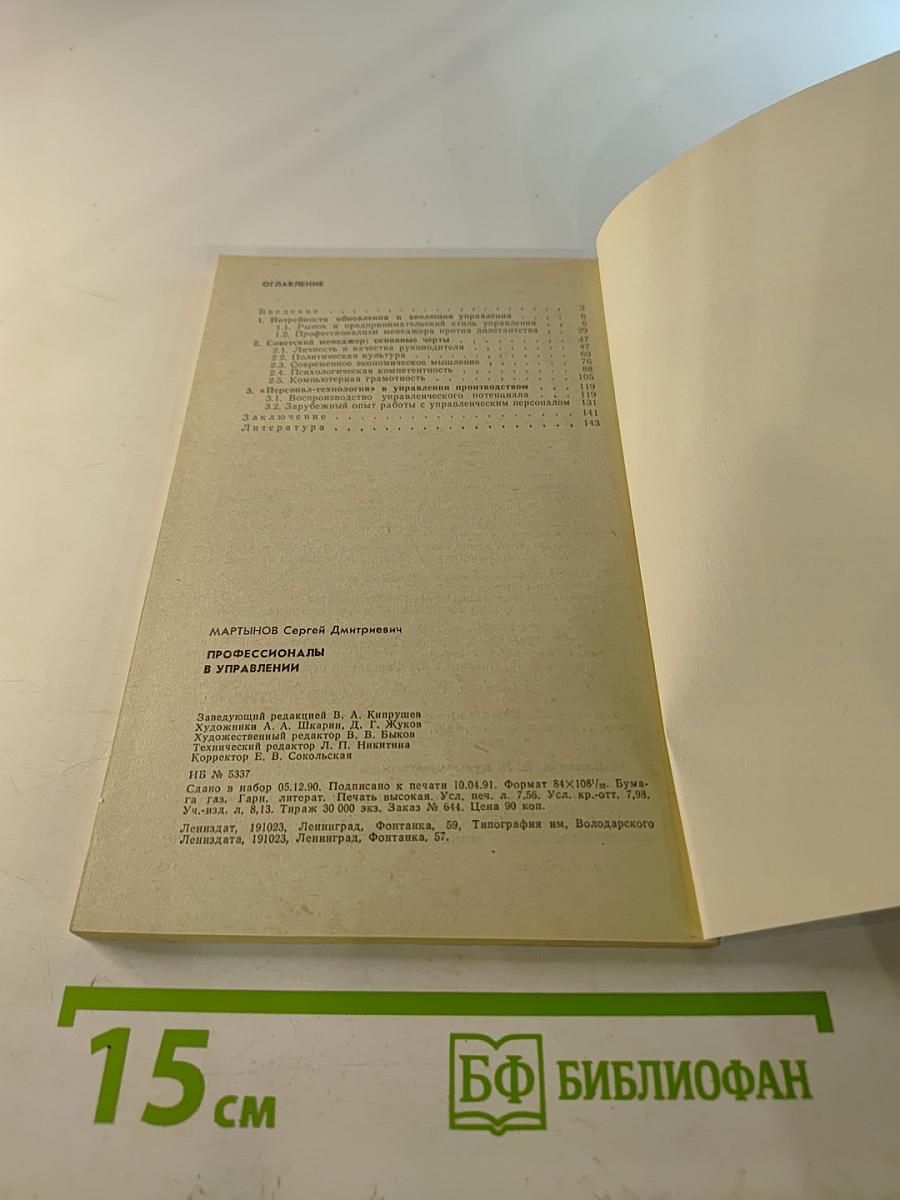 ОГЛАВЛЕНИЕ
Введение . . . . . . . . . . . . . . . . 3
1. Потребности обновления и эволюция управления . . . 6
1.1. Рынок и предпринимательский стиль управления . . . 6
1.2. Профессионализм менеджера против дилетантства . . . 29
2. Советский менеджер: основные черты . . . . . . . 47
2.1. Личность и качества руководителя . . . . . . . 47
2.2. Политическая культура . . . . . . . . . . 60
2.3. Современное экономическое мышление . . . . . . 76
2.4. Психологическая компетентность . . . . . . . 88
2.5. Компьютерная грамотность . . . . . . . . . 105
3. «Персонал-технология» в управлении производством . . . 119
3.1. Воспроизводство управленческого потенциала . . . 119
3.2. Зарубежный опыт работы с управленческим персоналом 131
Заключение . . . . . . . . . . . . . . . 141
Литература . . . . . . . . . . . . . . . 143
МАРТЫНОВ Сергей Дмитриевич
ПРОФЕССИОНАЛЫ
В УПРАВЛЕНИИ
Заведующий редакцией В. А. Кипрушев
Художники А. А. Шкарин, Д. Г. Жуков
Художественный редактор В. В. Быков
Технический редактор Л. П. Никитина
Корректор Е. В. Сокольская
ИБ № 5337
Сдано в набор 05.12.90. Подписано к печати 10.04.91. Формат 84×108¹/₃₂. Бума-
га газ. Гарн. литерат. Печать высокая. Усл. печ. л. 7,56. Усл. кр.-отт. 7,98.
Уч.-изд. л. 8,13. Тираж 30 000 экз. Заказ № 644. Цена 90 коп.
Лениздат, 191023, Ленинград, Фонтанка, 59. Типография им. Володарского
Лениздата, 191023, Ленинград, Фонтанка, 57.
15 см
БФ БИБЛИОФАН